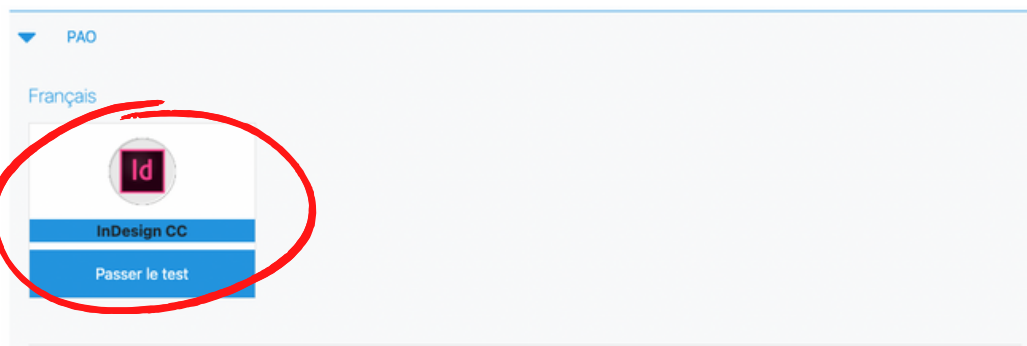 PAO
Français
Id
InDesign CC
Passer le test